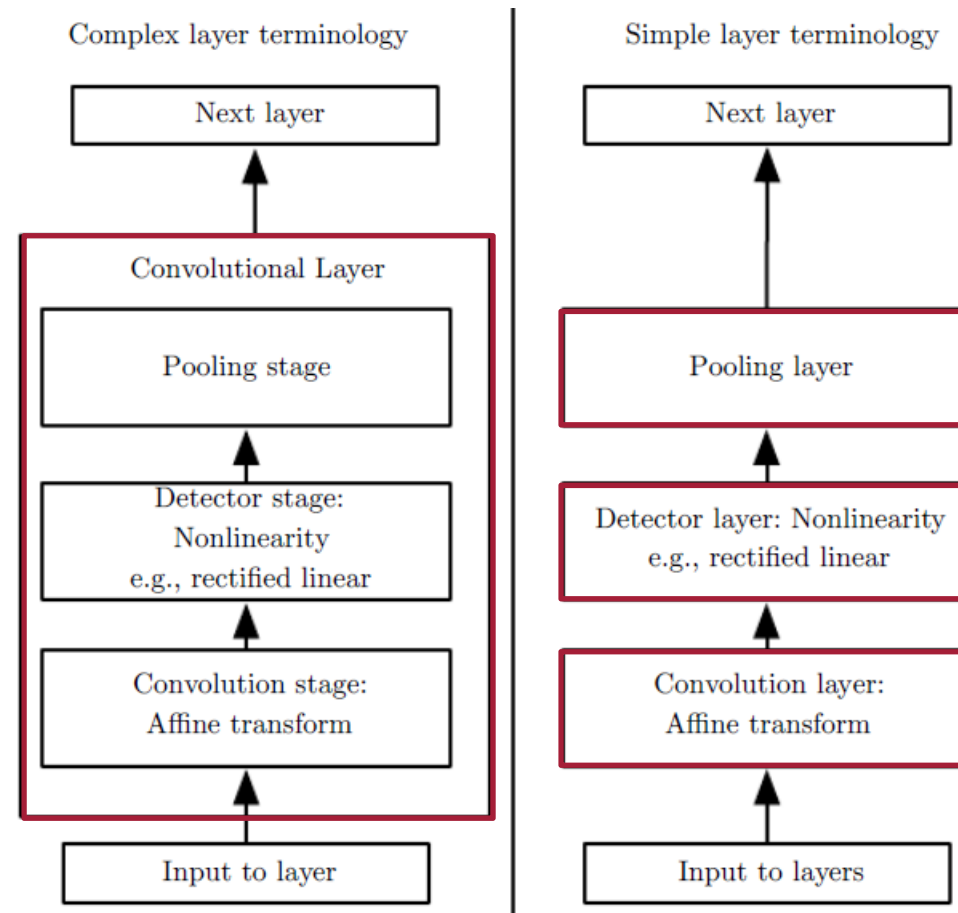 Complex layer terminology
Next layer
Convolutional Layer
Pooling stage
Detector stage:
Nonlinearity
e.g., rectified linear
Convolution stage:
Affine transform
Input to layer
Simple layer terminology
Next layer
Pooling layer
Detector layer: Nonlinearity
e.g., rectified linear
Convolution layer:
Affine transform
Input to layers